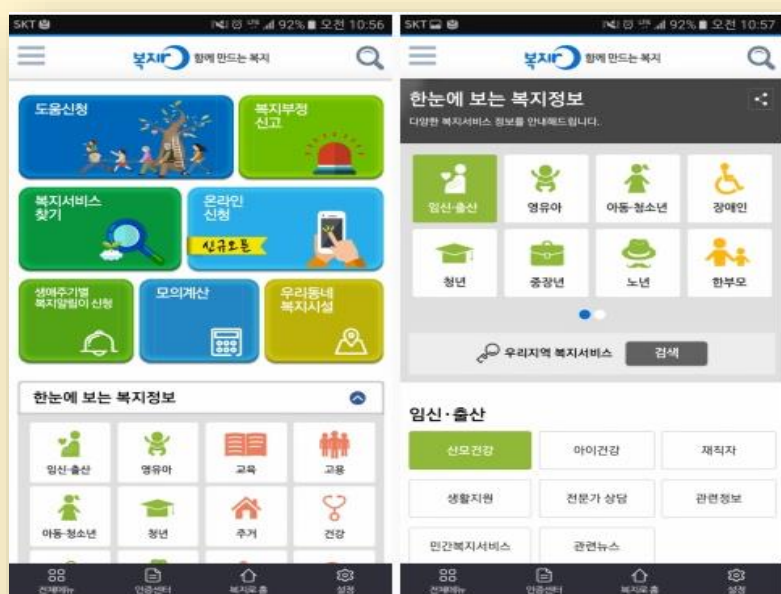 SKT
92%
오전 10:56
복지로
함께 만드는 복지
도움신청
복지부정
신고
복지서비스
찾기
온라인
신청
신규오픈
생애주기별
복지알림이 신청
모의계산
우리동네
복지시설
한눈에 보는 복지정보
임신·출산
영유아
교육
고용
아동·청소년
청년
주거
건강
전체메뉴
인증센터
복지로 홈
설정
SKT
92%
오전 10:57
복지로
함께 만드는 복지
한눈에 보는 복지정보
다양한 복지서비스 정보를 안내해드립니다.
임신·출산
영유아
아동·청소년
장애인
청년
중장년
노년
한부모
우리지역 복지서비스
검색
임신·출산
산모건강
아이건강
재직자
생활지원
전문가 상담
관련정보
민간복지서비스
관련뉴스
전체메뉴
인증센터
복지로 홈
설정